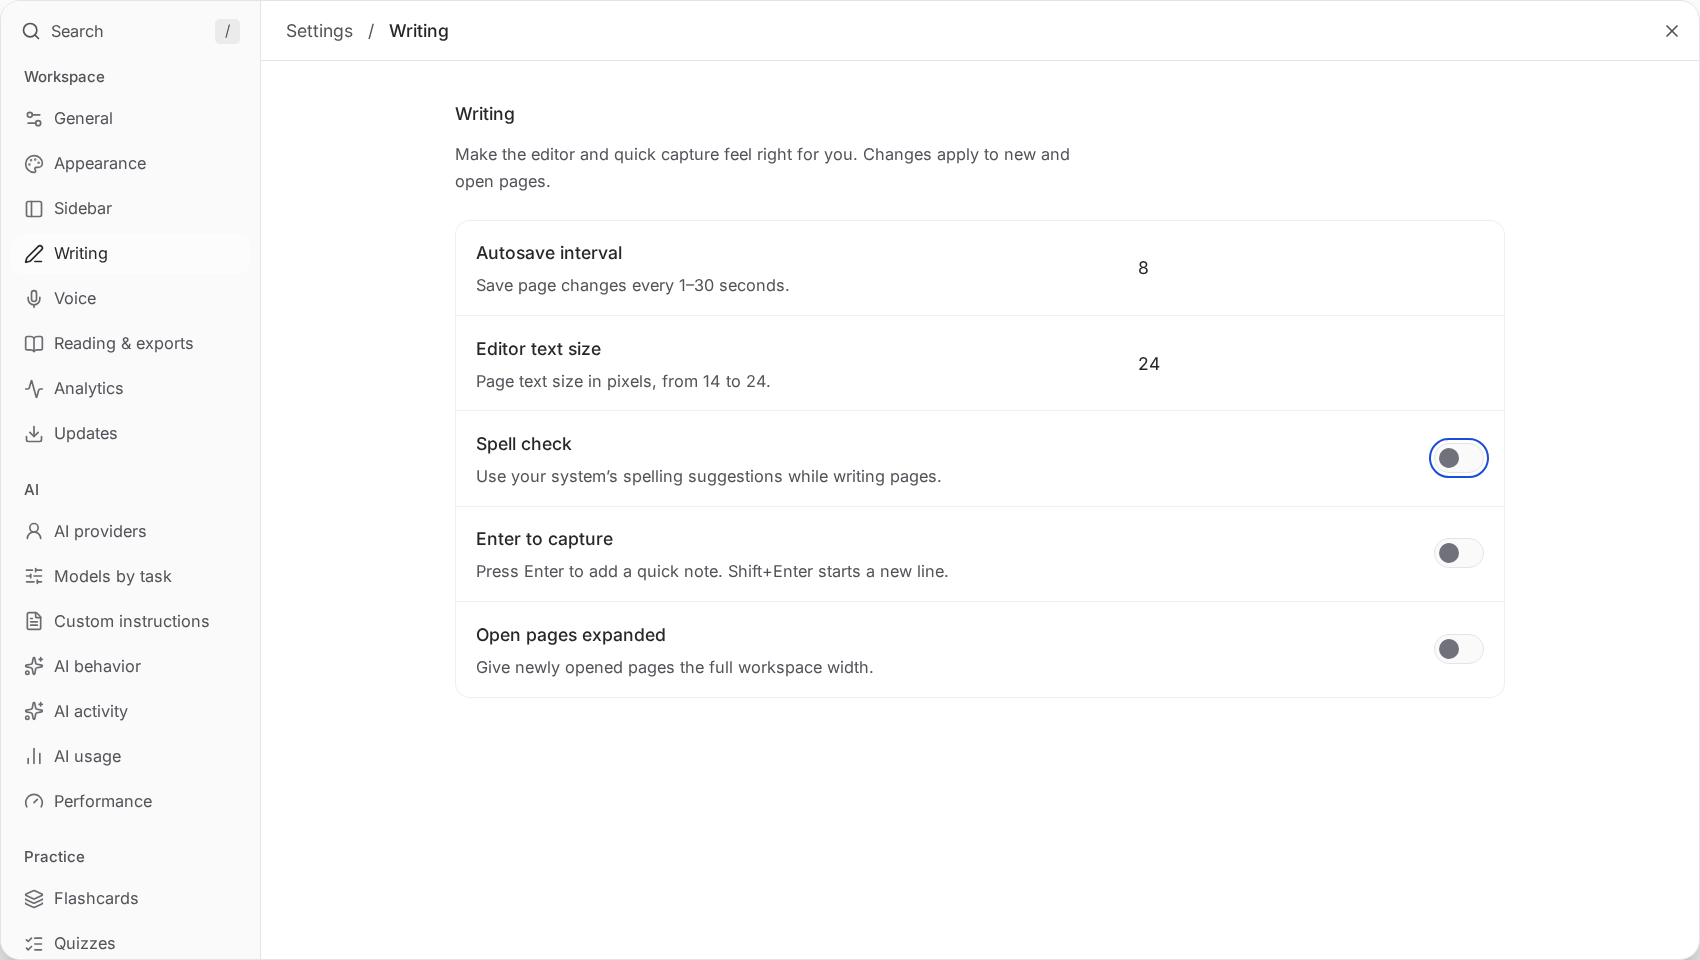 Search /
Settings / Writing
Workspace
General
Appearance
Sidebar
Writing
Voice
Reading & exports
Analytics
Updates
AI
AI providers
Models by task
Custom instructions
AI behavior
AI activity
AI usage
Performance
Practice
Flashcards
Quizzes
Writing
Make the editor and quick capture feel right for you. Changes apply to new and
open pages.
Autosave interval
Save page changes every 1–30 seconds.
8
Editor text size
Page text size in pixels, from 14 to 24.
24
Spell check
Use your system’s spelling suggestions while writing pages.
Enter to capture
Press Enter to add a quick note. Shift+Enter starts a new line.
Open pages expanded
Give newly opened pages the full workspace width.